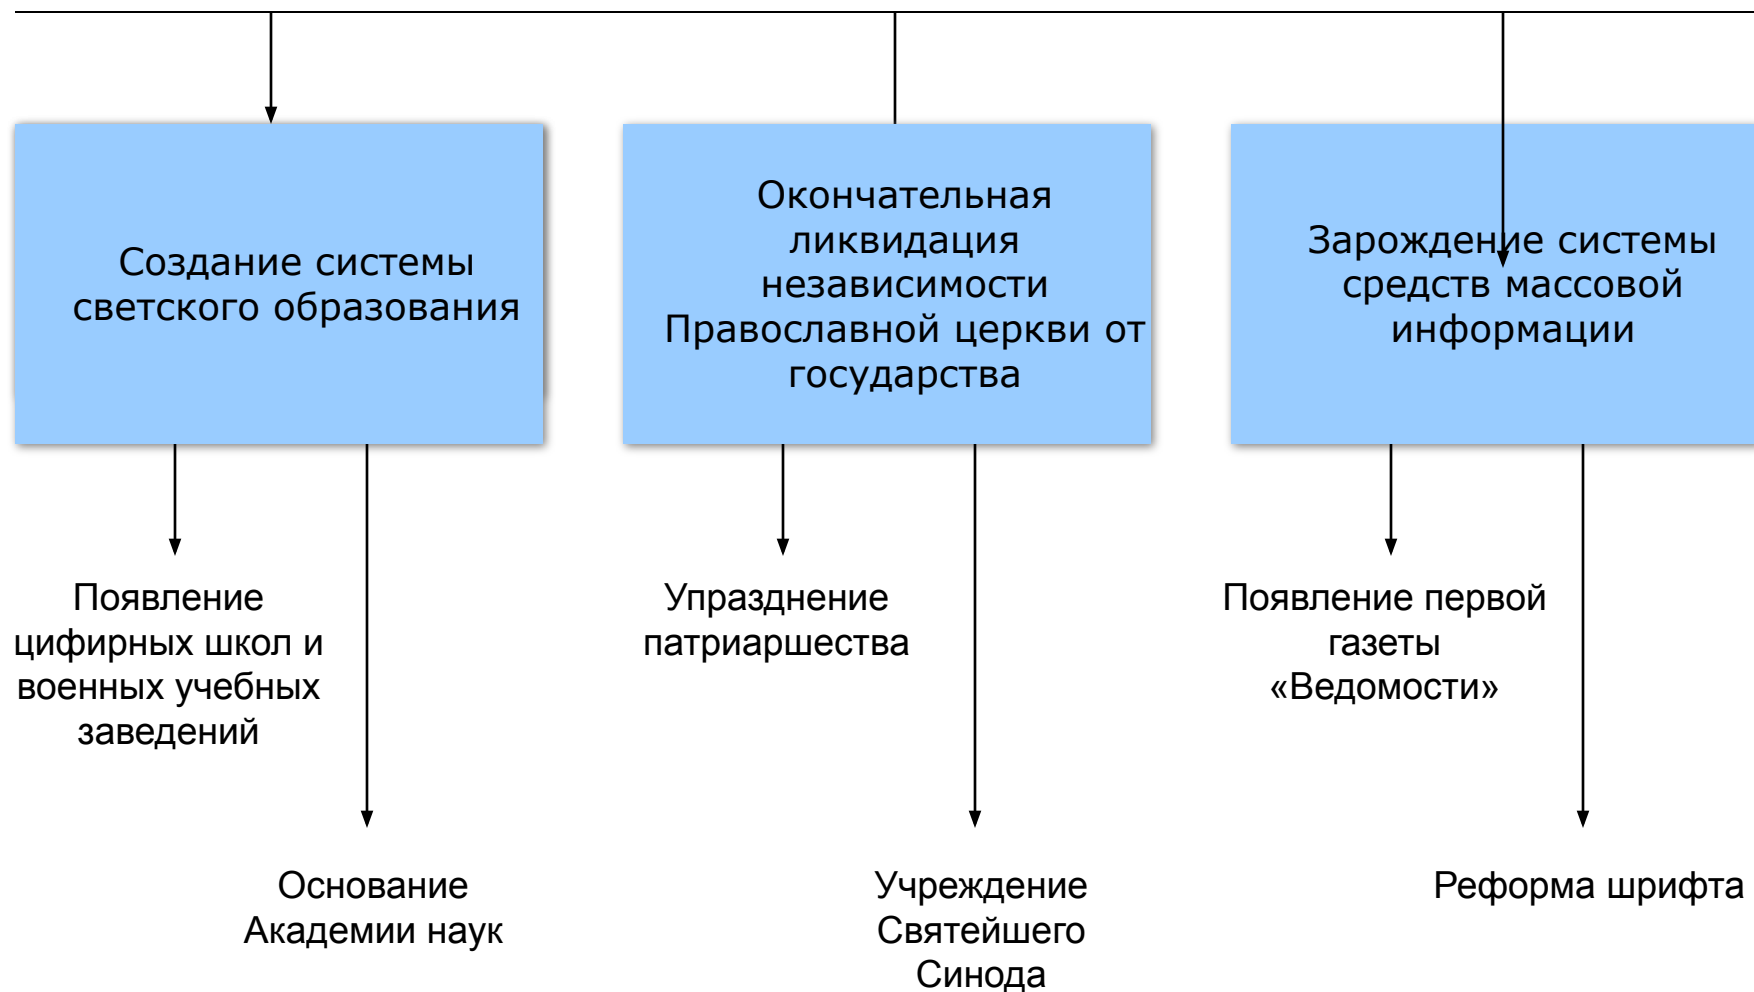 Создание системы
светского образования
Окончательная
ликвидация
независимости
Православной церкви от
государства
Зарождение системы
средств массовой
информации
Появление
цифирных школ и
военных учебных
заведений
Упразднение
патриаршества
Появление первой
газеты
«Ведомости»
Основание
Академии наук
Учреждение
Святейшего
Синода
Реформа шрифта